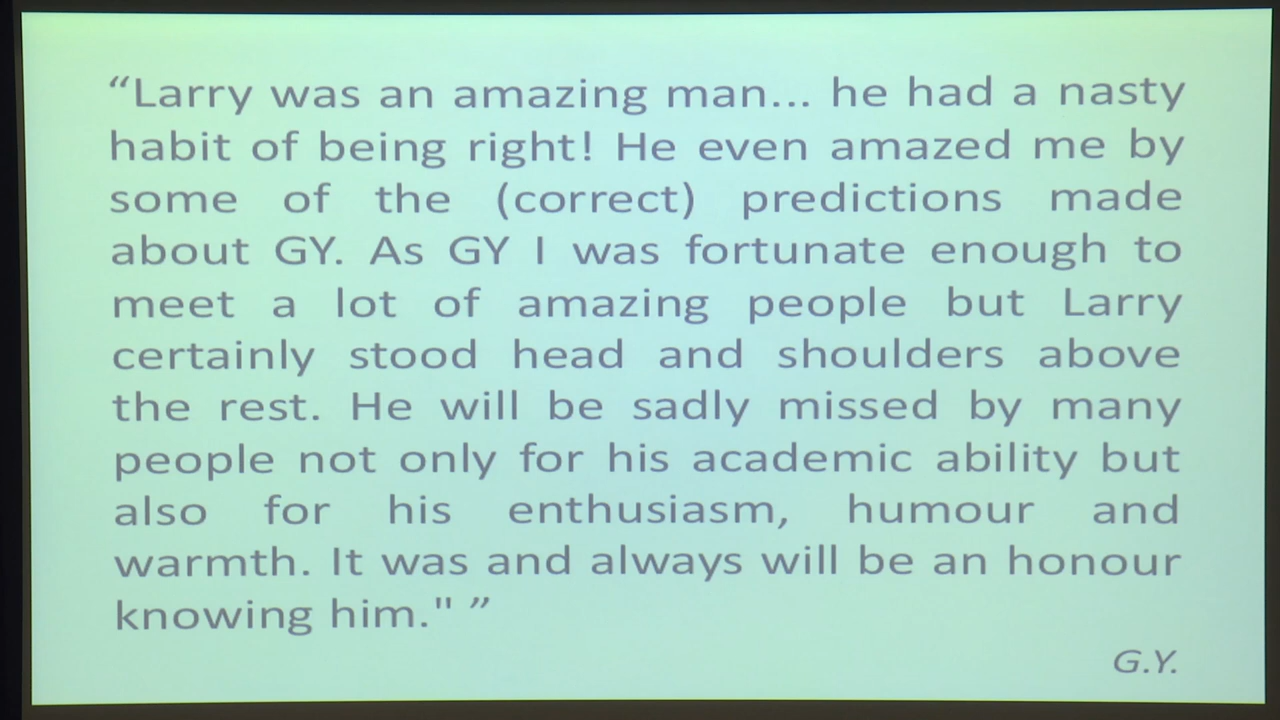 “Larry was an amazing man... he had a nasty
habit of being right! He even amazed me by
some of the (correct) predictions made
about GY. As GY I was fortunate enough to
meet a lot of amazing people but Larry
certainly stood head and shoulders above
the rest. He will be sadly missed by many
people not only for his academic ability but
also for his enthusiasm, humour and
warmth. It was and always will be an honour
knowing him." ”
G.Y.